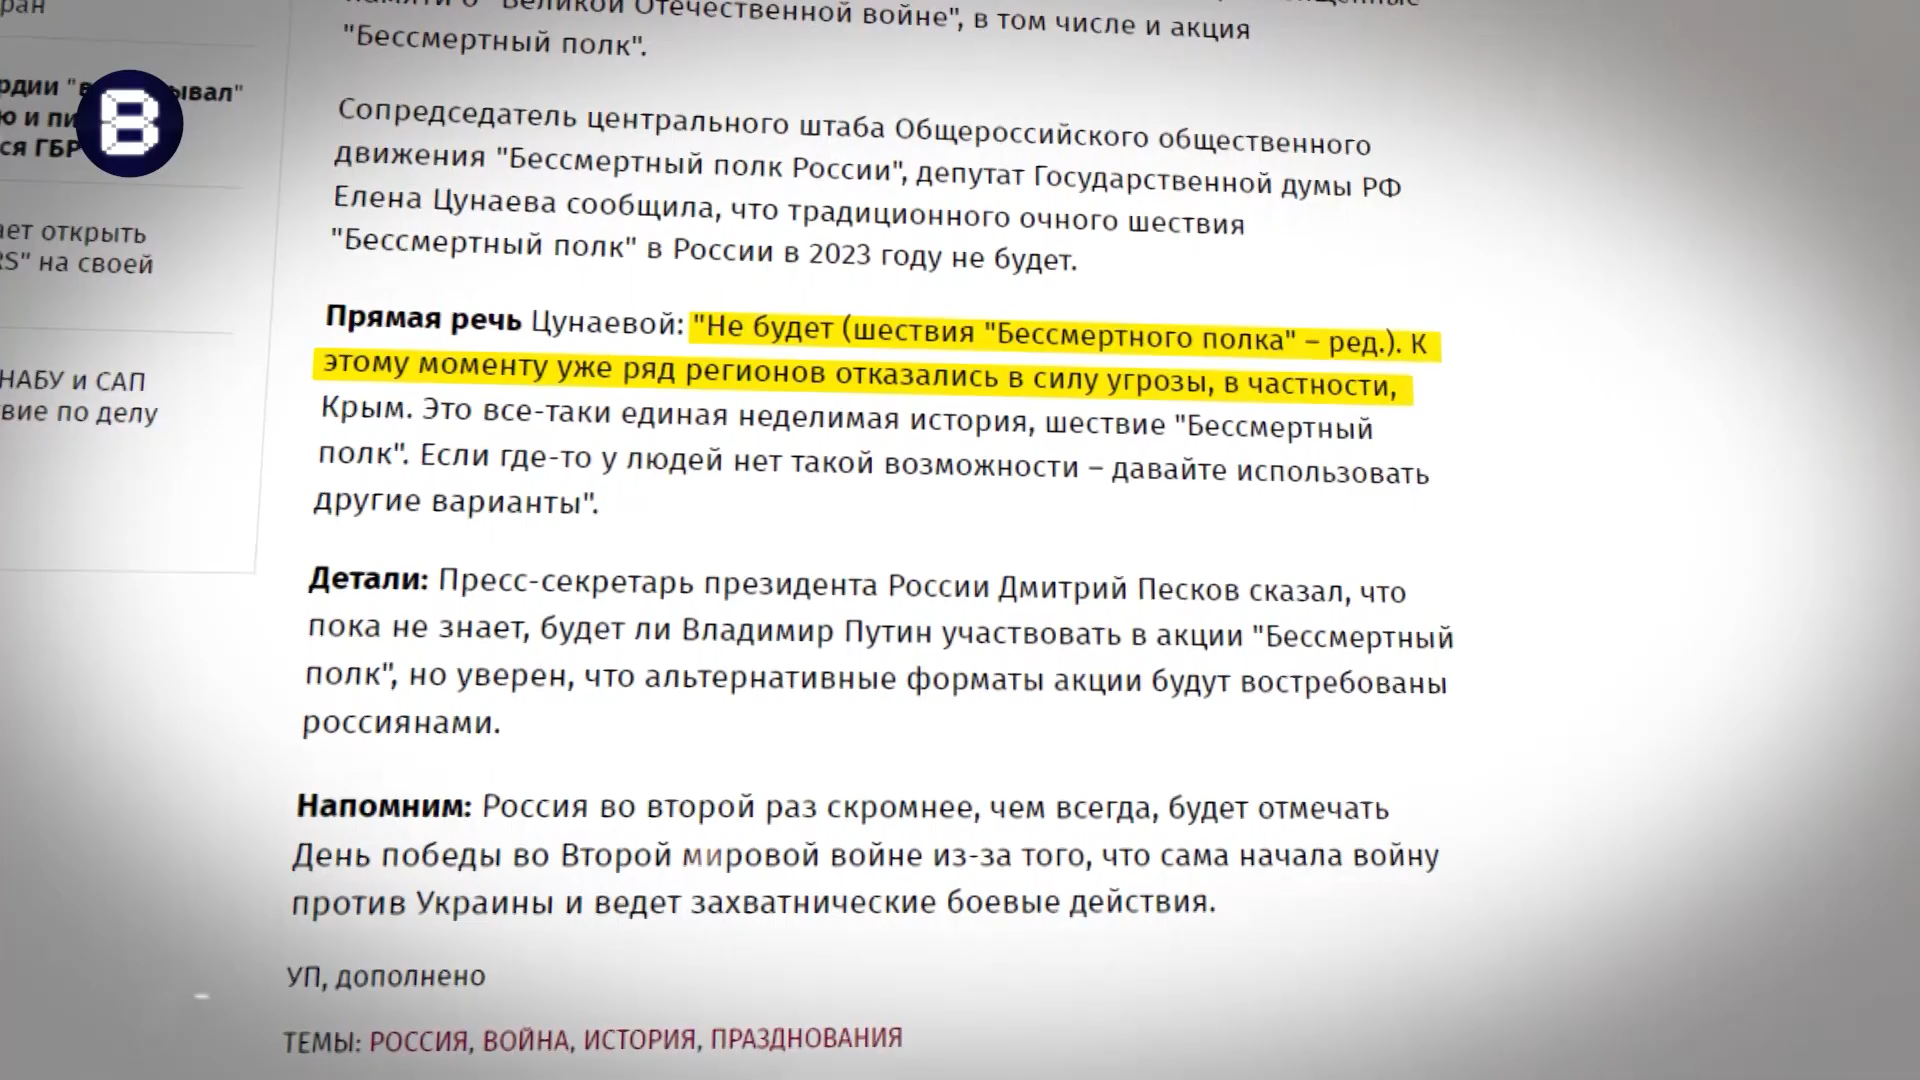 ран
рдии "в ывал"
ю и пи
ся ГБР
ает открыть
RS" на своей
НАБУ и САП
вие по делу
В
памяти о "Великой Отечественной войне", в том числе и акция
"Бессмертный полк".
Сопредседатель центрального штаба Общероссийского общественного
движения "Бессмертный полк России", депутат Государственной думы РФ
Елена Цунаева сообщила, что традиционного очного шествия
"Бессмертный полк" в России в 2023 году не будет.
Прямая речь Цунаевой: "Не будет (шествия "Бессмертного полка" – ред.). К
этому моменту уже ряд регионов отказались в силу угрозы, в частности,
Крым. Это все-таки единая неделимая история, шествие "Бессмертный
полк". Если где-то у людей нет такой возможности – давайте использовать
другие варианты".
Детали: Пресс-секретарь президента России Дмитрий Песков сказал, что
пока не знает, будет ли Владимир Путин участвовать в акции "Бессмертный
полк", но уверен, что альтернативные форматы акции будут востребованы
россиянами.
Напомним: Россия во второй раз скромнее, чем всегда, будет отмечать
День победы во Второй мировой войне из-за того, что сама начала войну
против Украины и ведет захватнические боевые действия.
УП, дополнено
ТЕМЫ: РОССИЯ, ВОЙНА, ИСТОРИЯ, ПРАЗДНОВАНИЯ